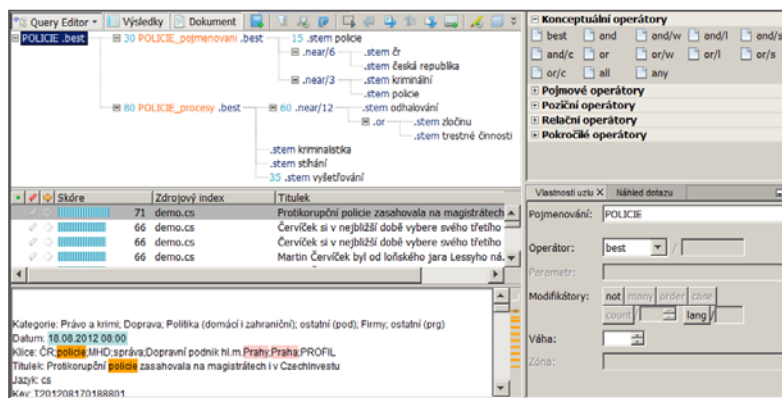 Query Editor Výsledky Dokument
POLICIE .best
30 POLICIE_pojmenovani .best
15 .stem policie
.near/6
.stem čr
.stem česká republika
.near/3
.stem kriminální
.stem policie
80 POLICIE_procesy .best
60 .near/12
.stem odhalování
.or
.stem zločinu
.stem trestné činnosti
.stem kriminalistika
.stem stíhání
35 .stem vyšetřování
Skóre Zdrojový index Titulek
71 demo.cs Protikorupční policie zasahovala na magistrátech
66 demo.cs Červíček si v nejbližší době vybere svého třetího
66 demo.cs Červíček si v nejbližší době vybere svého třetího
66 demo.cs Martin Červíček byl od loňského jara Lessyho ná.
Kategorie: Právo a krimi; Doprava; Politika (domácí i zahraniční); ostatní (pod); Firmy; ostatní (prg)
Datum: 18.08.2012 08:00
Klice: ČR;policie;MHD;správa;Dopravní podnik hl.m.Prahy;Praha;PROFIL
Titulek: Protikorupční policie zasahovala na magistrátech i v CzechInvestu
Jazyk: cs
Key: T201208170188801
Konceptuální operátory
best and and/w and/l and/s
and/c or or/w or/l or/s
or/c all any
Pojmové operátory
Poziční operátory
Relační operátory
Pokročilé operátory
Vlastnosti uzlu X Náhled dotazu
Pojmenování: POLICIE
Operátor: best /
Parametr:
Modifikátory: not many order case
count / lang /
Váha:
Zóna: